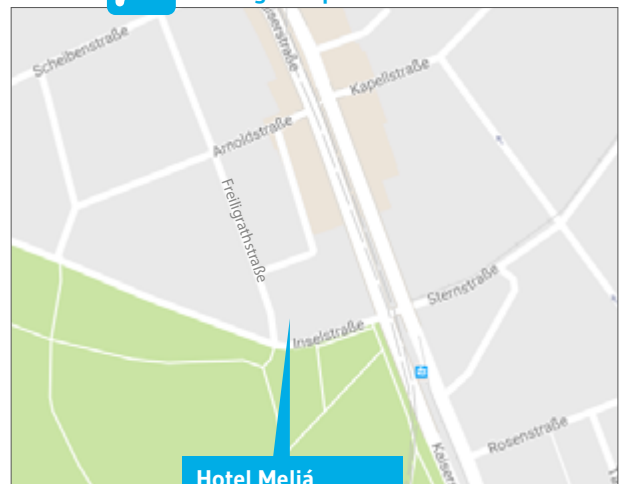 Scheibenstraße
Kapellstraße
Arnoldstraße
Freiligrathstraße
Sternstraße
Inselstraße
Rosenstraße
Hotel Meliá